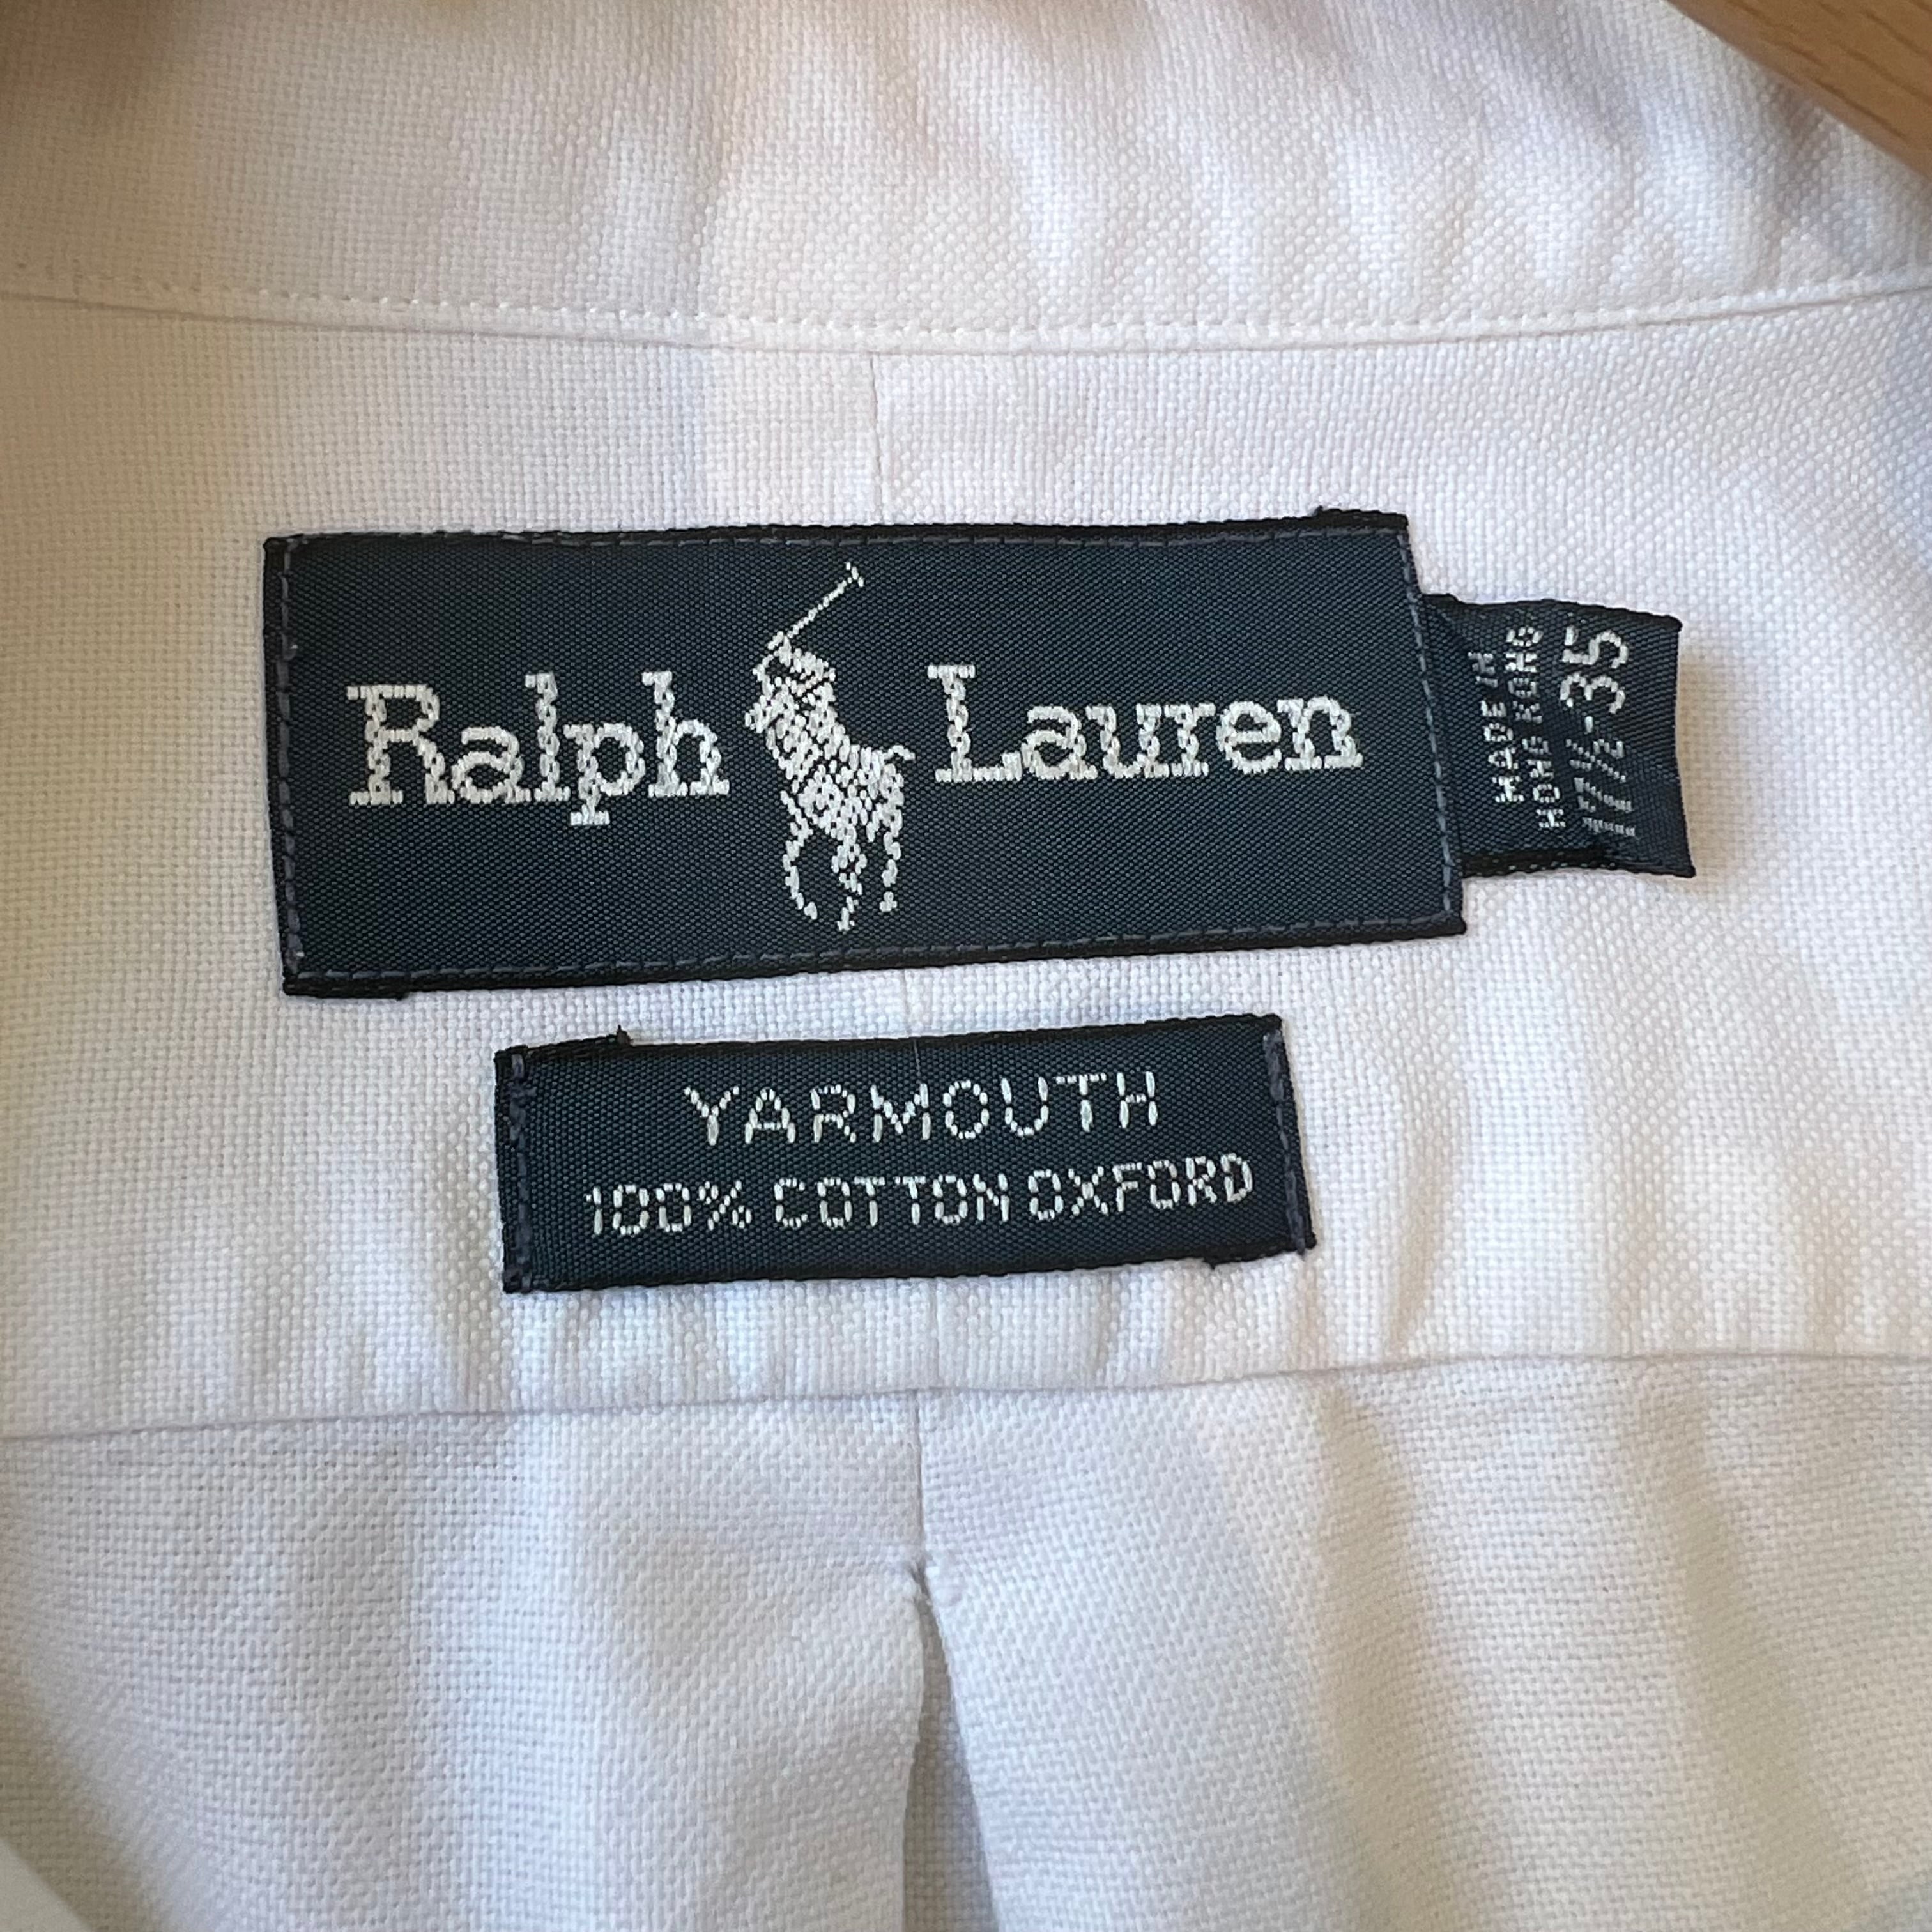 Ralph Lauren
MADE IN
HONG KONG
17½-35
YARMOUTH
100% COTTON OXFORD